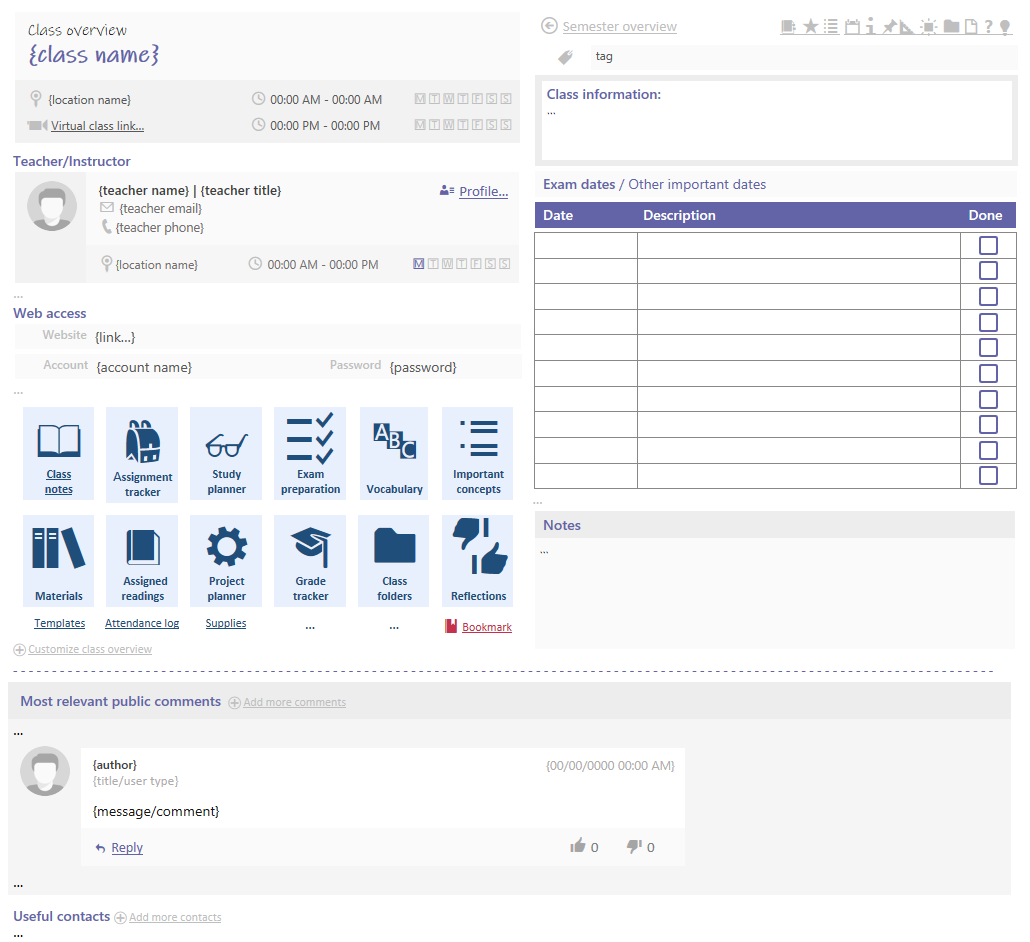 Class overview
{class name}
{location name}
00:00 AM - 00:00 AM
M T W T F S S
Virtual class link...
00:00 PM - 00:00 PM
M T W T F S S
Teacher/Instructor
{teacher name} | {teacher title}
Profile...
{teacher email}
{teacher phone}
{location name}
00:00 AM - 00:00 PM
M T W T F S S
...
Web access
Website {link...}
Account {account name}
Password {password}
...
Class
notes
Assignment
tracker
Study
planner
Exam
preparation
Vocabulary
A B C
Important
concepts
Materials
Assigned
readings
Project
planner
Grade
tracker
Class
folders
Reflections
Templates
Attendance log
Supplies
...
...
Bookmark
Customize class overview
Semester overview
tag
Class information:
...
Exam dates / Other important dates
Date Description Done
...
Notes
...
Most relevant public comments
Add more comments
...
{author}
{00/00/0000 00:00 AM}
{title/user type}
{message/comment}
Reply
0
0
...
Useful contacts
Add more contacts
...